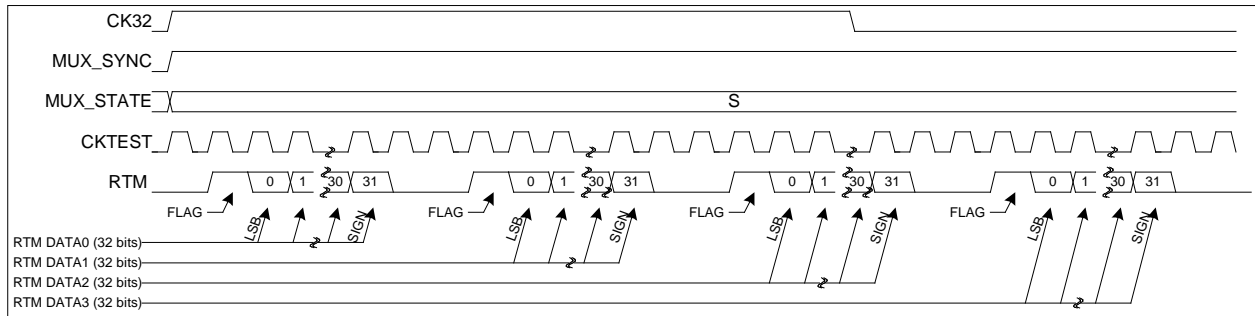 CK32
MUX_SYNC
MUX_STATE S
CKTEST
RTM 0 1 30 31 0 1 30 31 0 1 30 31 0 1 30 31
FLAG FLAG FLAG FLAG
LSB SIGN LSB SIGN LSB SIGN LSB SIGN
RTM DATA0 (32 bits)
RTM DATA1 (32 bits)
RTM DATA2 (32 bits)
RTM DATA3 (32 bits)